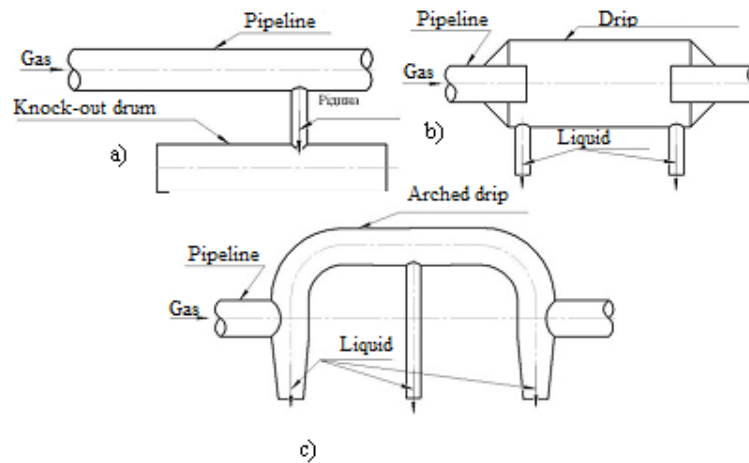 Pipeline
Gas
Рідина
Knock-out drum
a)
Drip
Pipeline
Gas
b)
Liquid
Arched drip
Pipeline
Gas
Liquid
c)